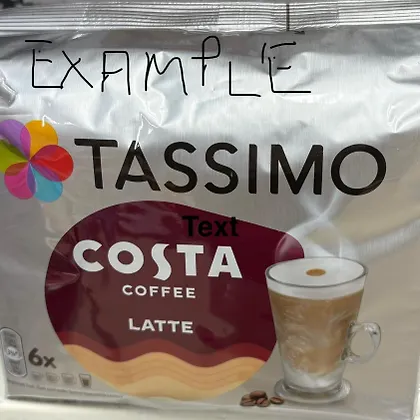 EXAMPLE
TASSIMO
Text
COSTA
COFFEE
LATTE
6x